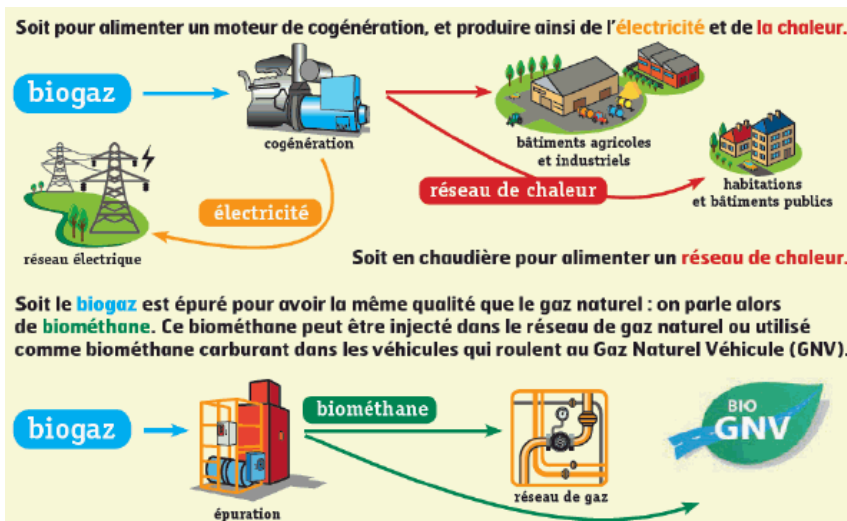 Soit pour alimenter un moteur de cogénération, et produire ainsi de l'électricité et de la chaleur.
biogaz
cogénération
bâtiments agricoles
et industriels
réseau de chaleur
habitations
et bâtiments publics
électricité
réseau électrique
Soit en chaudière pour alimenter un réseau de chaleur.
Soit le biogaz est épuré pour avoir la même qualité que le gaz naturel : on parle alors
de biométhane. Ce biométhane peut être injecté dans le réseau de gaz naturel ou utilisé
comme biométhane carburant dans les véhicules qui roulent au Gaz Naturel Véhicule (GNV).
biogaz
épuration
biométhane
réseau de gaz
BIO
GNV